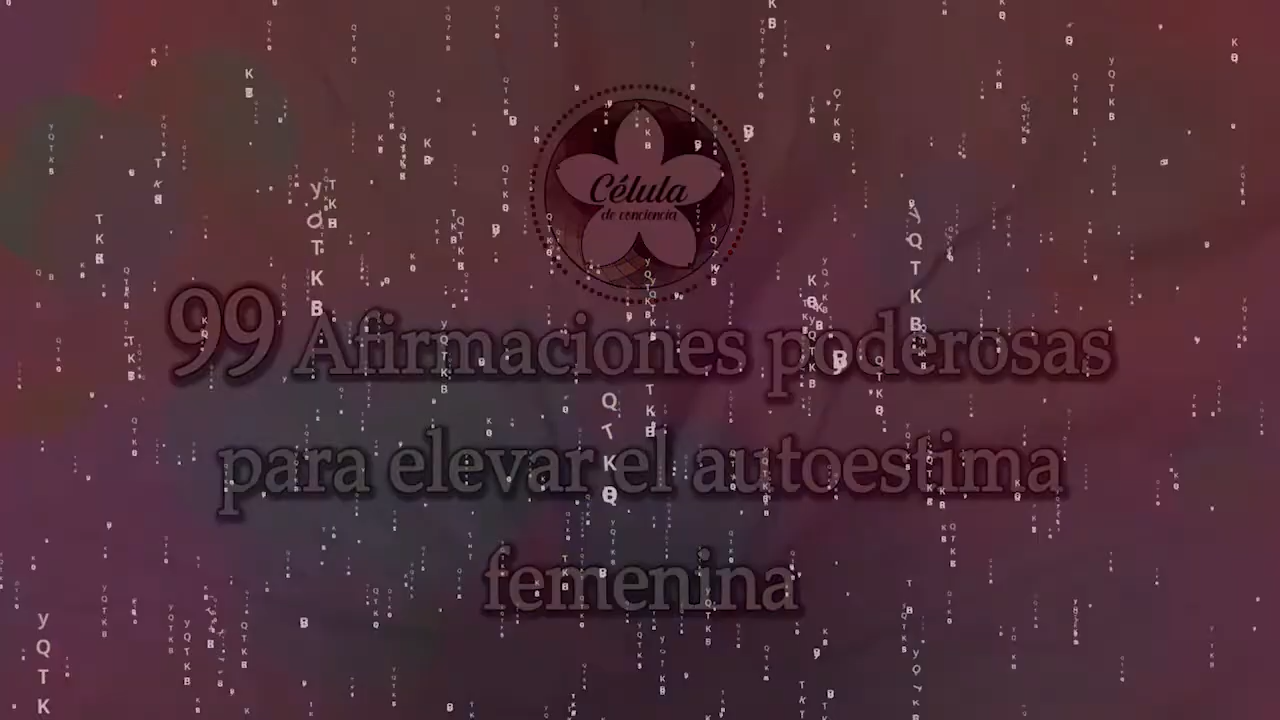 Célula
de conciencia
99 Afirmaciones poderosas
para elevar el autoestima
femenina